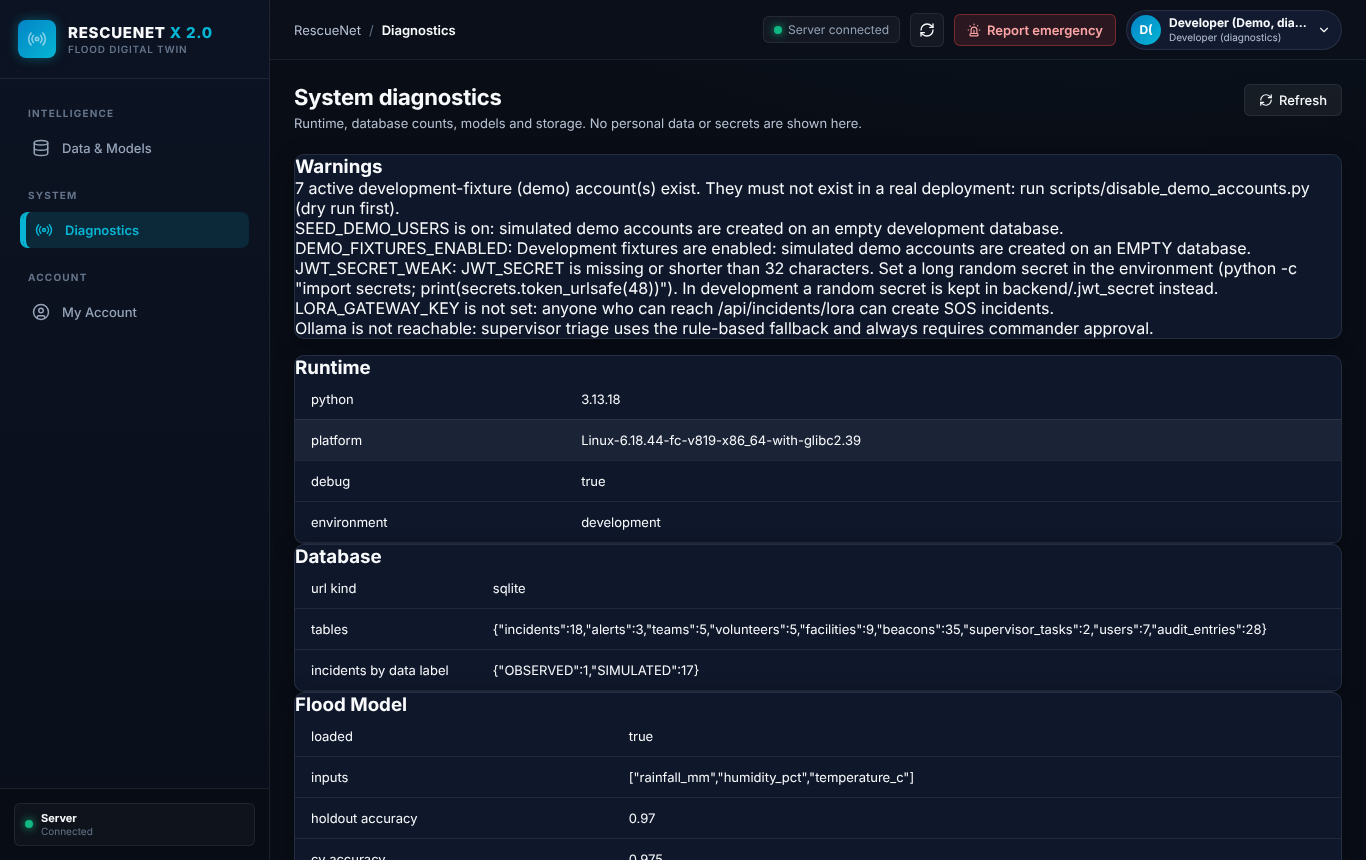 RESCUENET X 2.0
FLOOD DIGITAL TWIN
RescueNet / Diagnostics
Server connected
Report emergency
D(
Developer (Demo, dia...
Developer (diagnostics)
INTELLIGENCE
Data & Models
SYSTEM
Diagnostics
ACCOUNT
My Account
Server
Connected
System diagnostics
Runtime, database counts, models and storage. No personal data or secrets are shown here.
Refresh
Warnings
7 active development-fixture (demo) account(s) exist. They must not exist in a real deployment: run scripts/disable_demo_accounts.py
(dry run first).
SEED_DEMO_USERS is on: simulated demo accounts are created on an empty development database.
DEMO_FIXTURES_ENABLED: Development fixtures are enabled: simulated demo accounts are created on an EMPTY database.
JWT_SECRET_WEAK: JWT_SECRET is missing or shorter than 32 characters. Set a long random secret in the environment (python -c
"import secrets; print(secrets.token_urlsafe(48))"). In development a random secret is kept in backend/.jwt_secret instead.
LORA_GATEWAY_KEY is not set: anyone who can reach /api/incidents/lora can create SOS incidents.
Ollama is not reachable: supervisor triage uses the rule-based fallback and always requires commander approval.
Runtime
python 3.13.18
platform Linux-6.18.44-fc-v819-x86_64-with-glibc2.39
debug true
environment development
Database
url kind sqlite
tables {"incidents":18,"alerts":3,"teams":5,"volunteers":5,"facilities":9,"beacons":35,"supervisor_tasks":2,"users":7,"audit_entries":28}
incidents by data label {"OBSERVED":1,"SIMULATED":17}
Flood Model
loaded true
inputs ["rainfall_mm","humidity_pct","temperature_c"]
holdout accuracy 0.97
cv accuracy 0.975